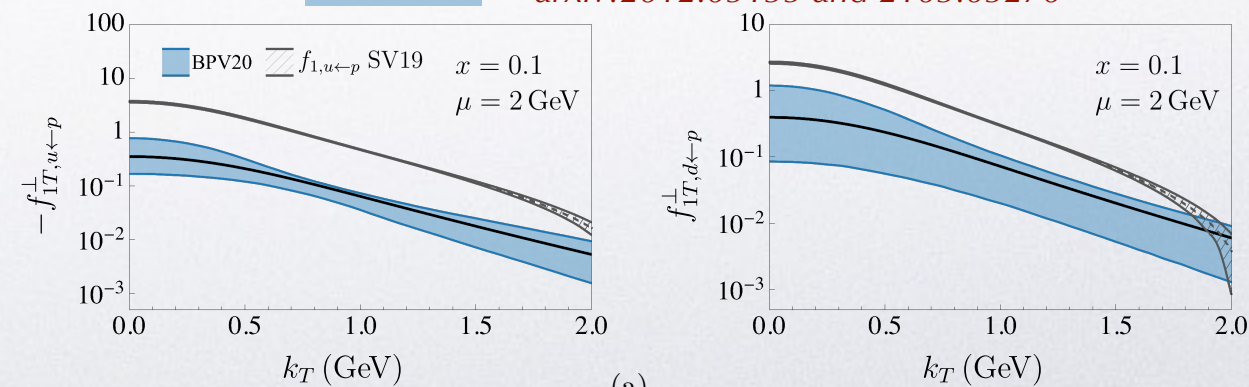 100
10
1
10⁻¹
10⁻²
10⁻³
BPV20
f₁,ᵤ←ₚ SV19
x = 0.1
μ = 2 GeV
−f⊥1T,u←p
0.0 0.5 1.0 1.5 2.0
k_T (GeV)
10
1
10⁻¹
10⁻²
10⁻³
x = 0.1
μ = 2 GeV
f⊥1T,d←p
0.0 0.5 1.0 1.5 2.0
k_T (GeV)